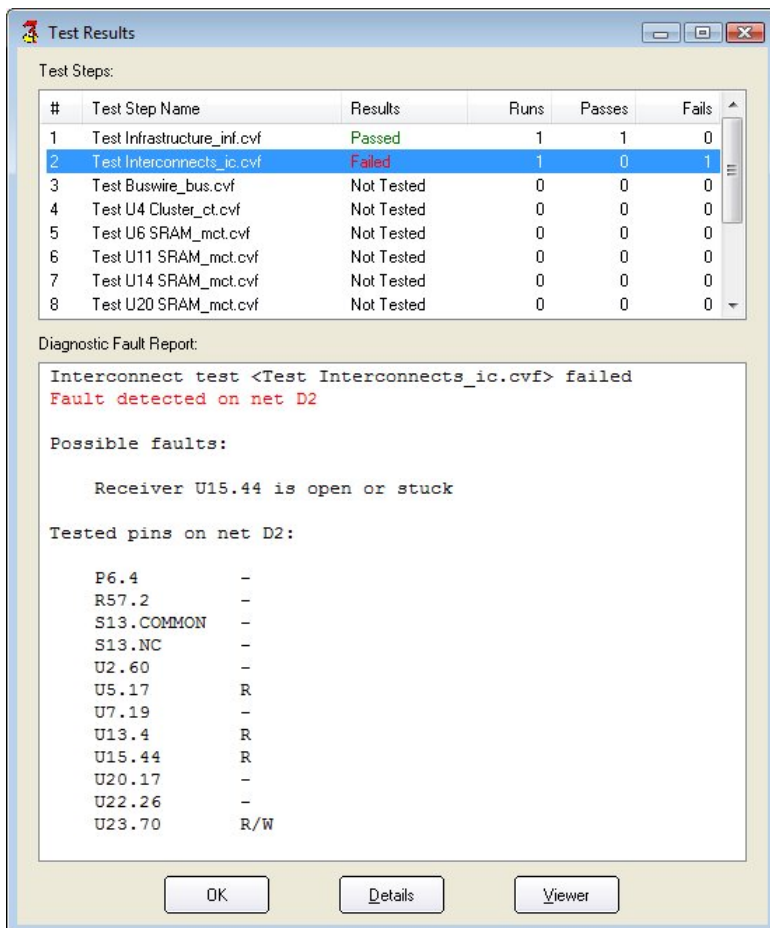 Test Results
Test Steps:
# Test Step Name Results Runs Passes Fails
1 Test Infrastructure_inf.cvf Passed 1 1 0
2 Test Interconnects_ic.cvf Failed 1 0 1
3 Test Buswire_bus.cvf Not Tested 0 0 0
4 Test U4 Cluster_ct.cvf Not Tested 0 0 0
5 Test U6 SRAM_mct.cvf Not Tested 0 0 0
6 Test U11 SRAM_mct.cvf Not Tested 0 0 0
7 Test U14 SRAM_mct.cvf Not Tested 0 0 0
8 Test U20 SRAM_mct.cvf Not Tested 0 0 0
Diagnostic Fault Report:
Interconnect test <Test Interconnects_ic.cvf> failed
Fault detected on net D2
Possible faults:
Receiver U15.44 is open or stuck
Tested pins on net D2:
P6.4 -
R57.2 -
S13.COMMON -
S13.NC -
U2.60 -
U5.17 R
U7.19 -
U13.4 R
U15.44 R
U20.17 -
U22.26 -
U23.70 R/W
OK Details Viewer